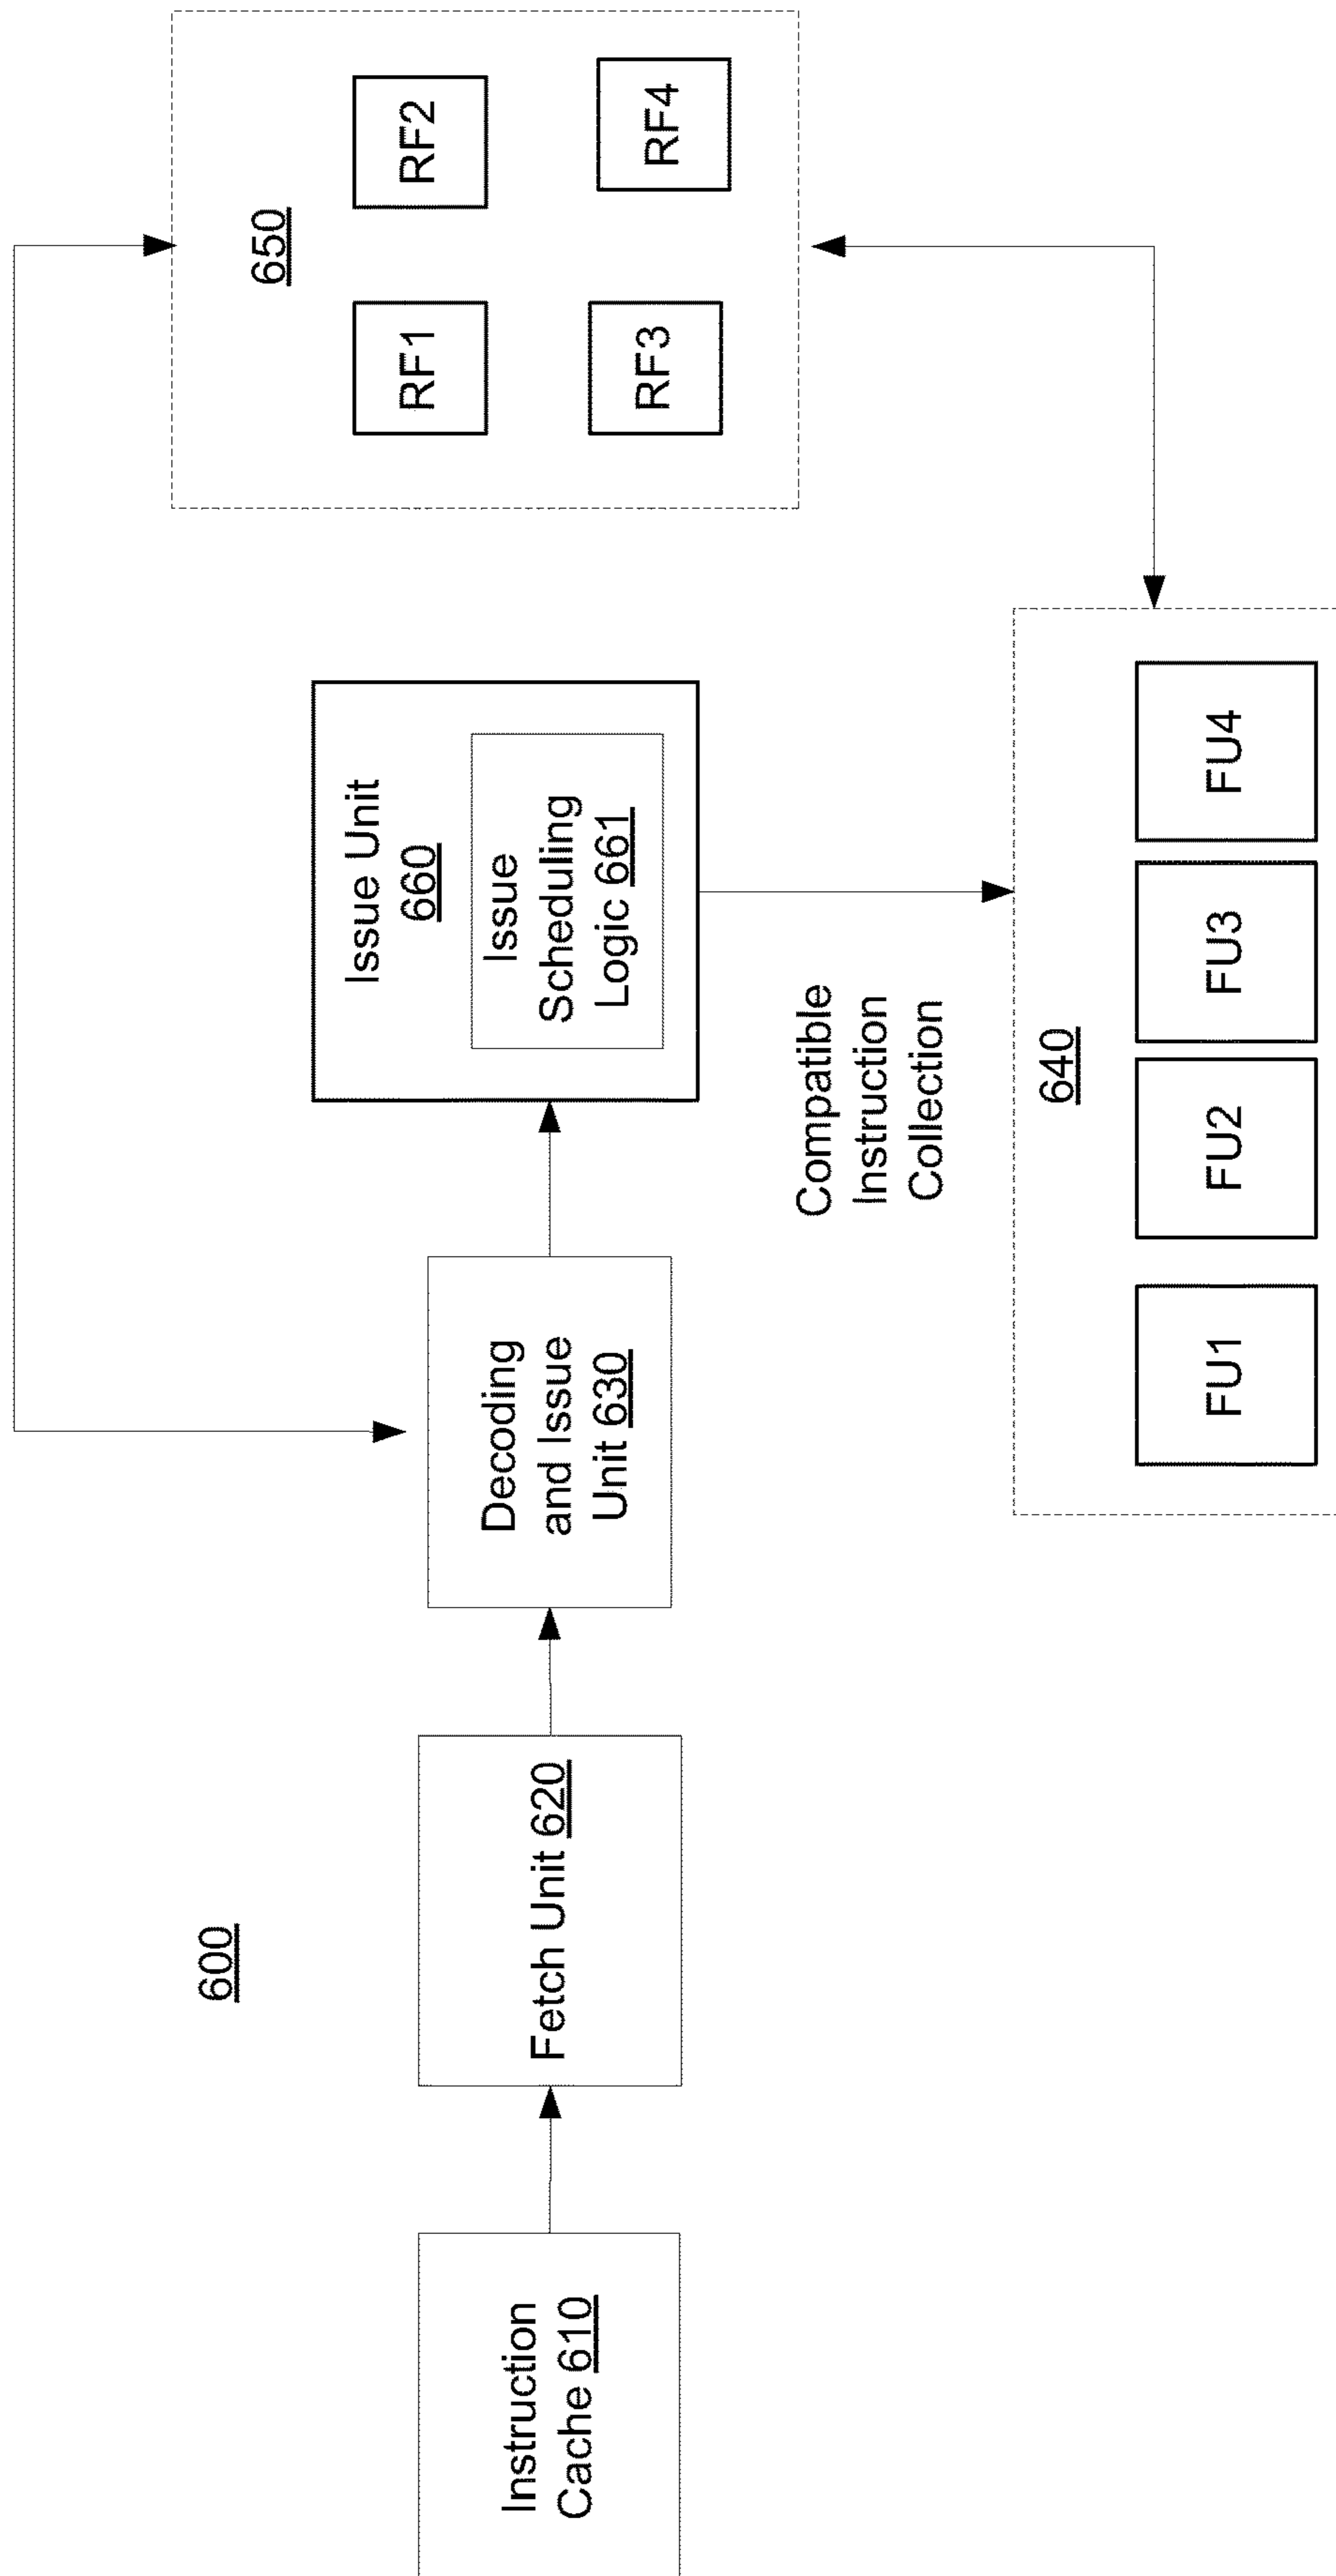 600
Instruction
Cache 610
Fetch Unit 620
Decoding
and Issue
Unit 630
Issue Unit
660
Issue
Scheduling
Logic 661
Compatible
Instruction
Collection
650
RF1
RF2
RF3
RF4
640
FU1
FU2
FU3
FU4